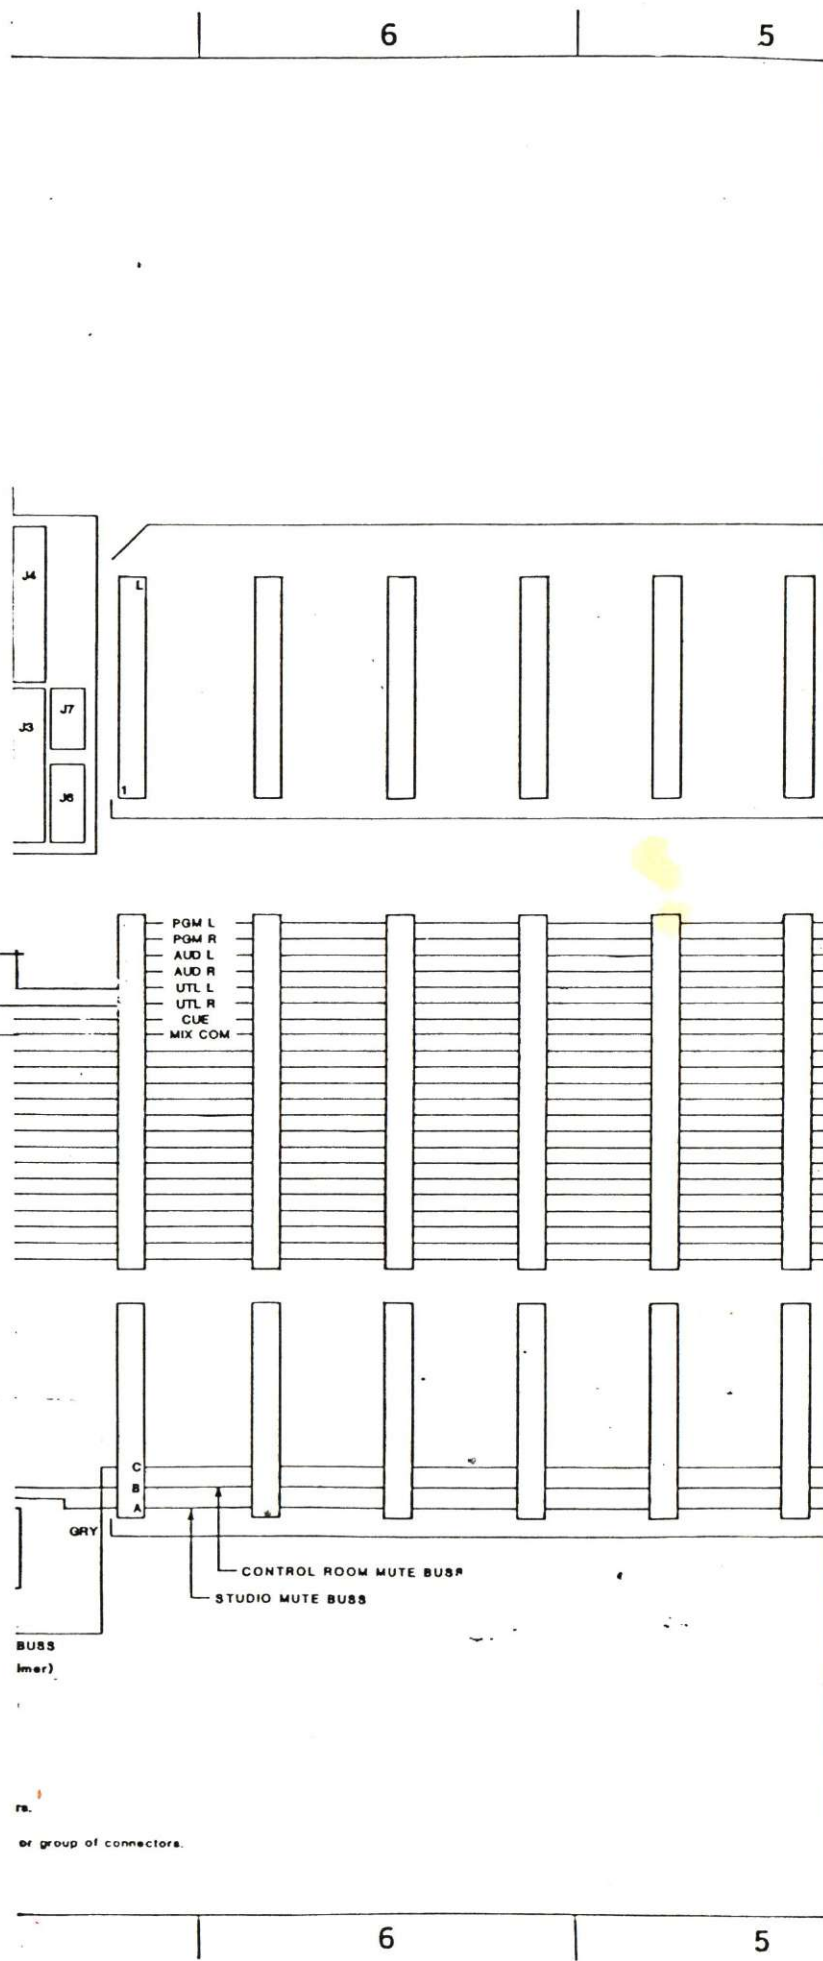 6 5
J4
L
J7
J3
J6
1
PGM L
PGM R
AUD L
AUD R
UTL L
UTL R
CUE
MIX COM
C
B
A
GRY
CONTROL ROOM MUTE BUSS
STUDIO MUTE BUSS
BUSS
imer)
rs.
or group of connectors.
6 5